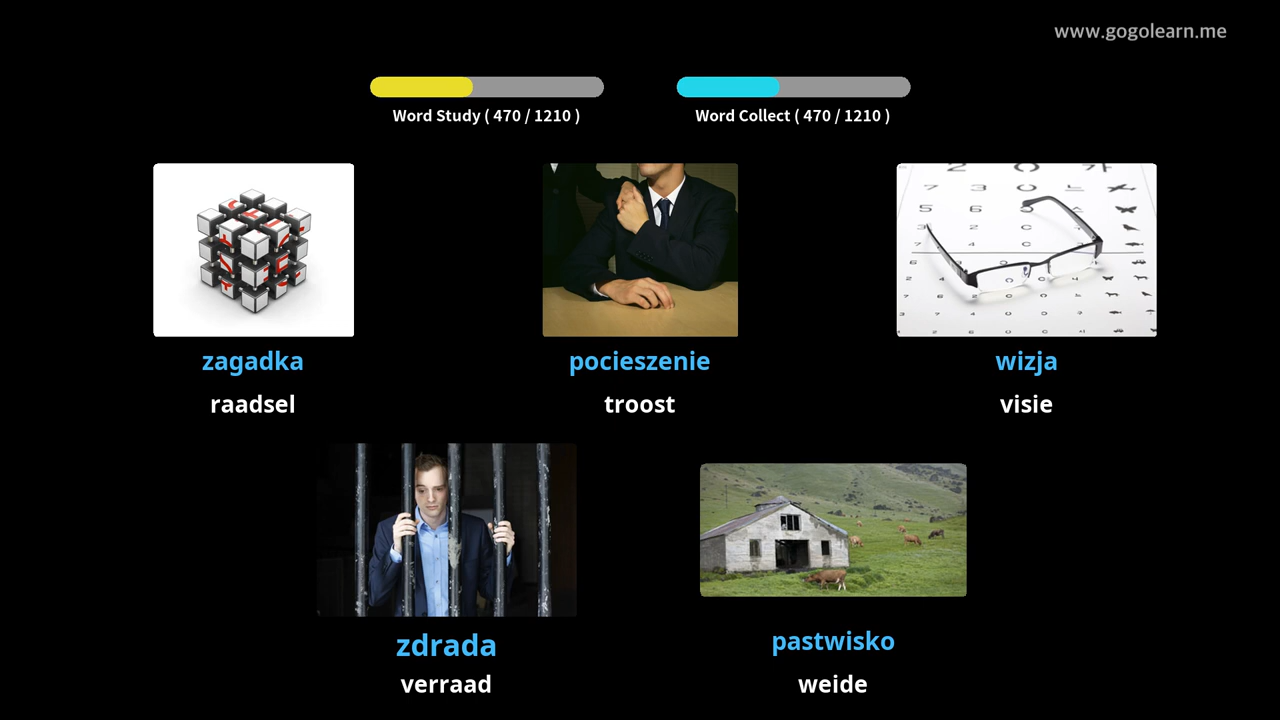 www.gogolearn.me
Word Study ( 470 / 1210 )
Word Collect ( 470 / 1210 )
zagadka
pocieszenie
wizja
raadsel
troost
visie
zdrada
pastwisko
verraad
weide